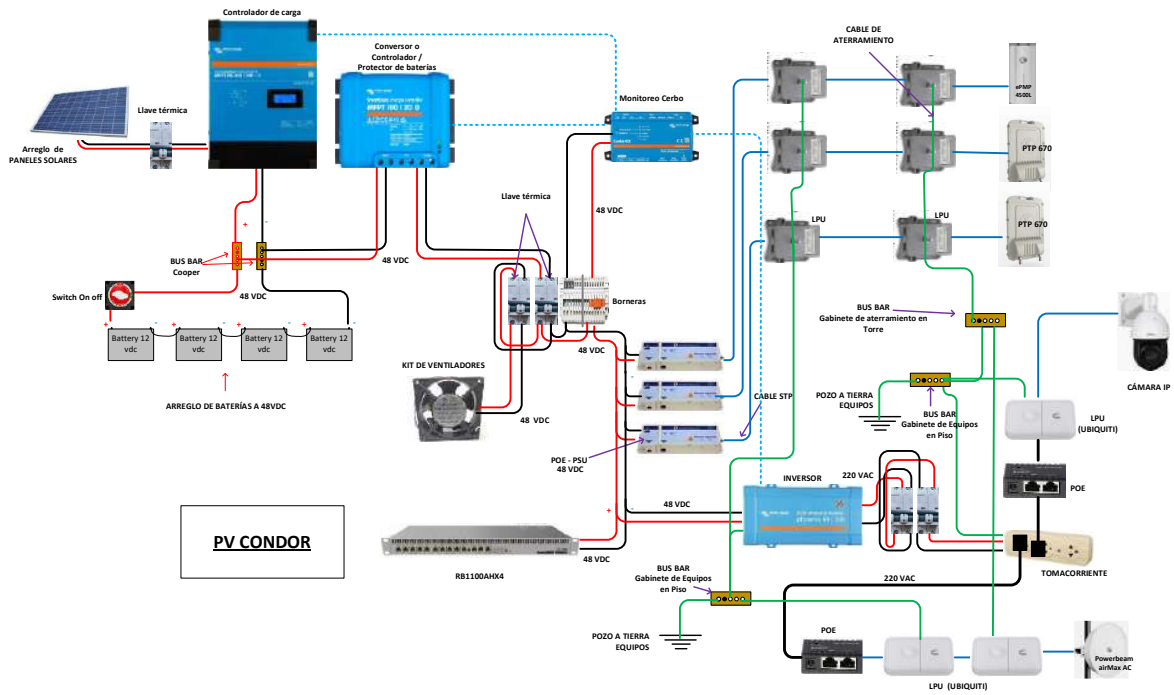 Controlador de carga
Conversor o
Controlador /
Protector de baterías
CABLE DE
ATERRAMIENTO
ePMP
4500L
Monitoreo Cerbo
Llave térmica
Arreglo de
PANELES SOLARES
PTP 670
PTP 670
LPU
LPU
48 VDC
Llave térmica
+
-
BUS BAR
Cooper
48 VDC
48 VDC
Switch On off
Borneras
BUS BAR
Gabinete de aterramiento en
Torre
+
-
+
-
+
-
+
-
Battery 12
vdc
Battery 12
vdc
Battery 12
vdc
Battery 12
vdc
48 VDC
CÁMARA IP
KIT DE VENTILADORES
ARREGLO DE BATERÍAS A 48VDC
48 VDC
CABLE STP
POZO A TIERRA
EQUIPOS
BUS BAR
Gabinete de Equipos
en Piso
LPU
(UBIQUITI)
POE - PSU
48 VDC
INVERSOR
220 VAC
POE
48 VDC
PV CONDOR
+
-
48 VDC
RB1100AHX4
TOMACORRIENTE
220 VAC
BUS BAR
Gabinete de Equipos
en Piso
POZO A TIERRA
EQUIPOS
POE
Powerbeam
airMax AC
LPU (UBIQUITI)